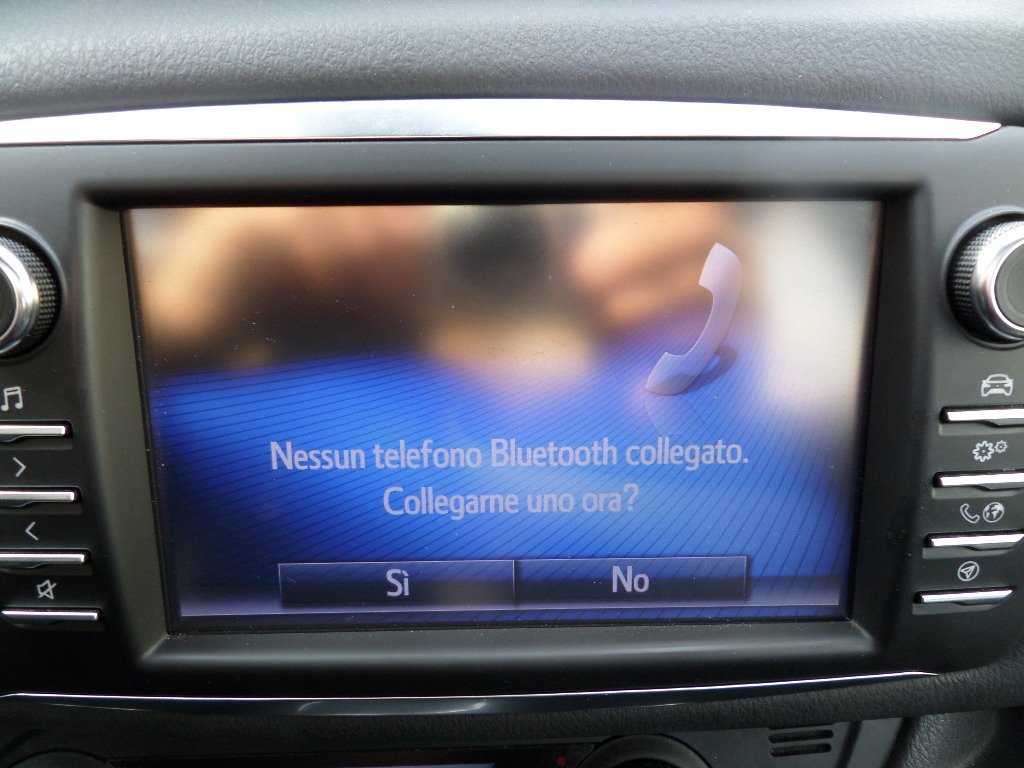 Nessun telefono Bluetooth collegato.
Collegarne uno ora?
Sì No